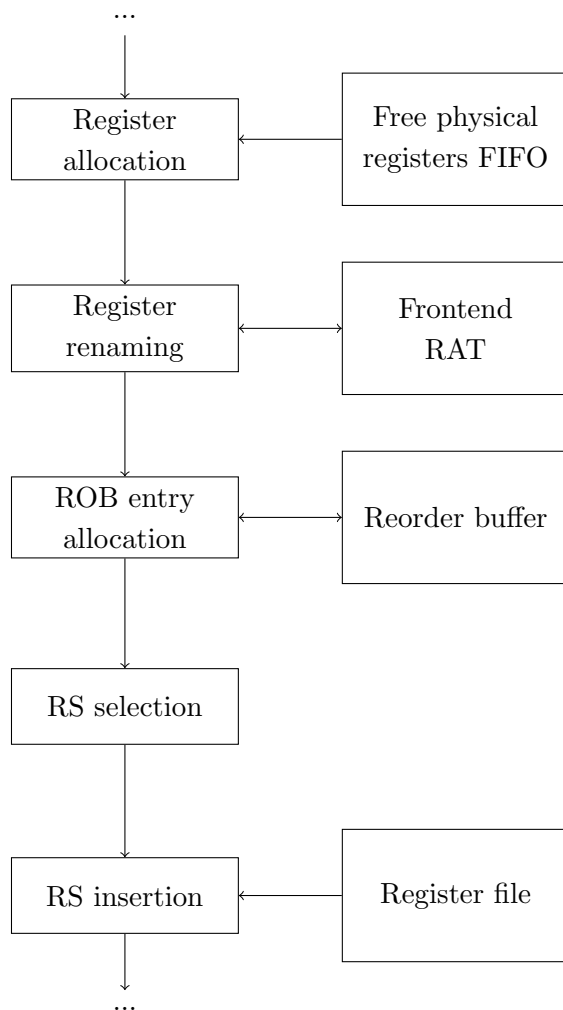 ...
Register
allocation
Free physical
registers FIFO
Register
renaming
Frontend
RAT
ROB entry
allocation
Reorder buffer
RS selection
RS insertion
Register file
...